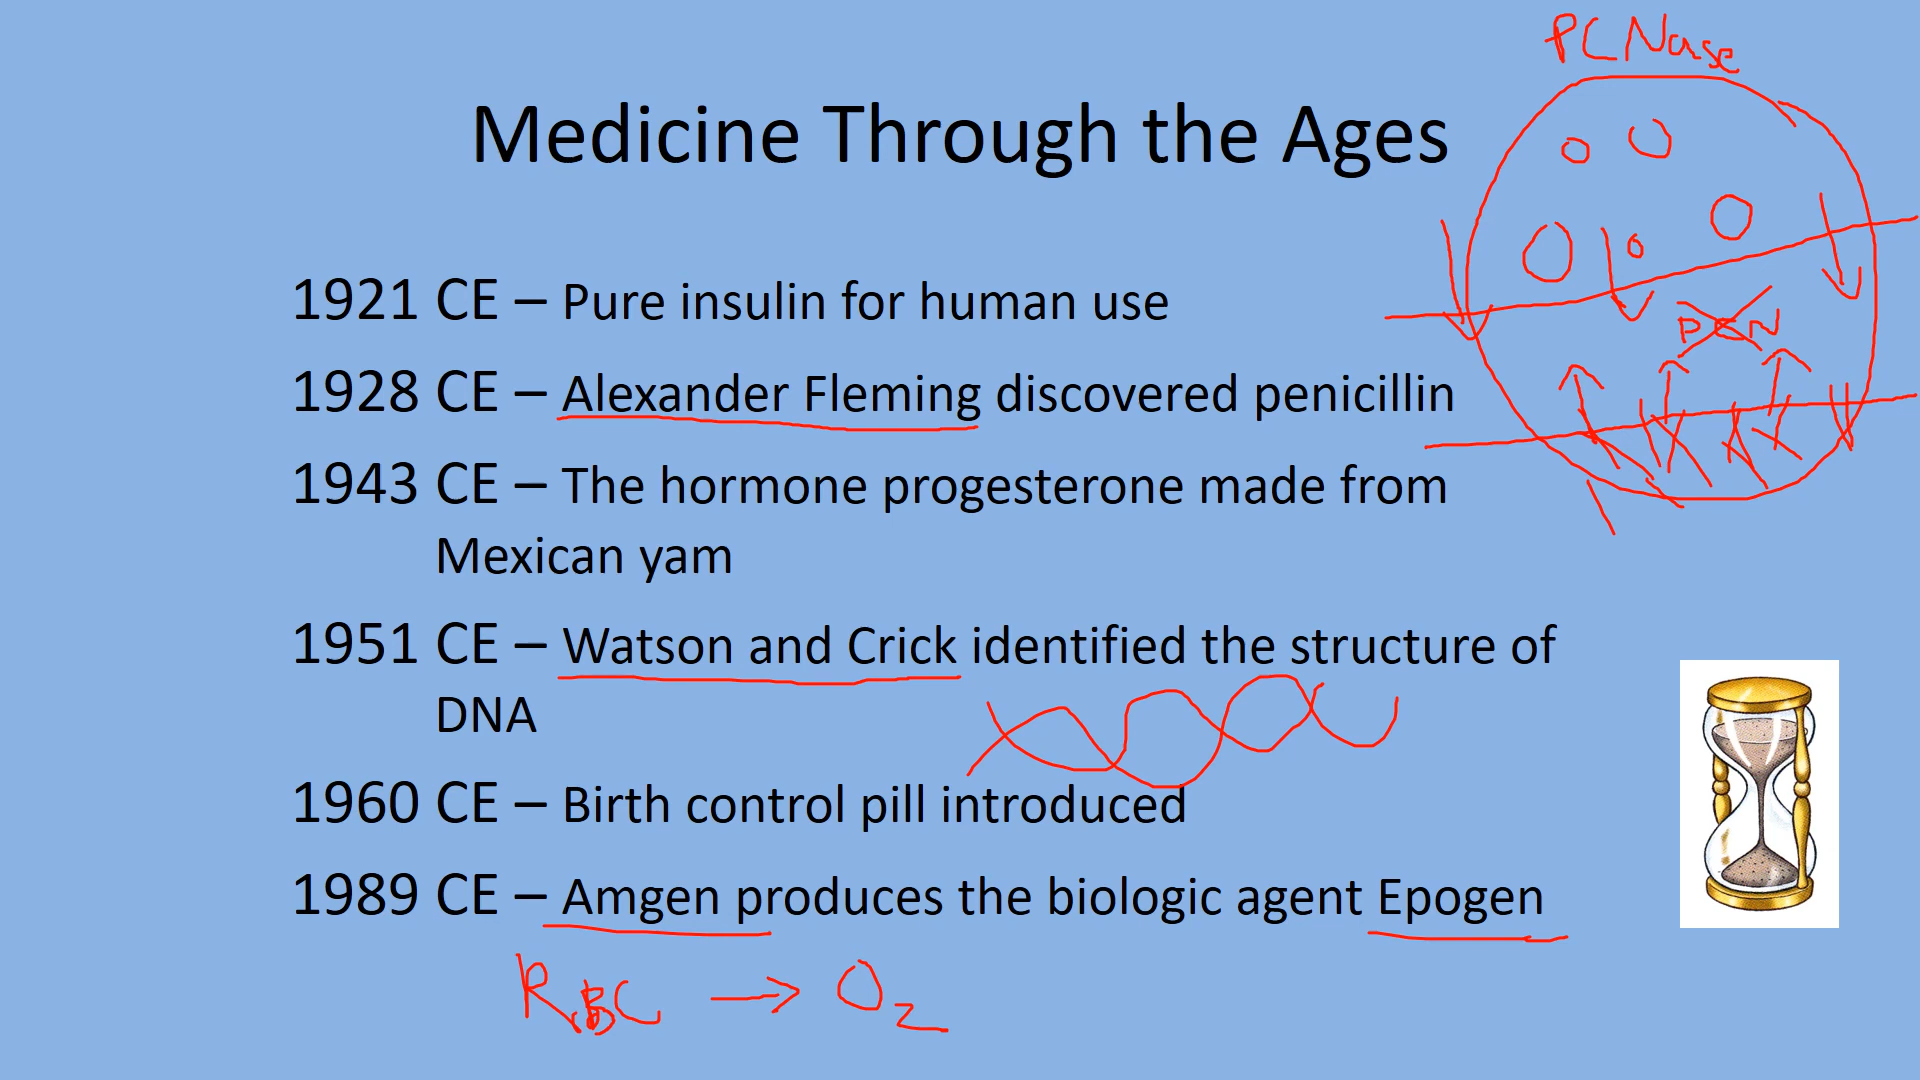 PCNase
Medicine Through the Ages
1921 CE – Pure insulin for human use
PCN
1928 CE – Alexander Fleming discovered penicillin
1943 CE – The hormone progesterone made from
Mexican yam
1951 CE – Watson and Crick identified the structure of
DNA
1960 CE – Birth control pill introduced
1989 CE – Amgen produces the biologic agent Epogen
RBC → O2